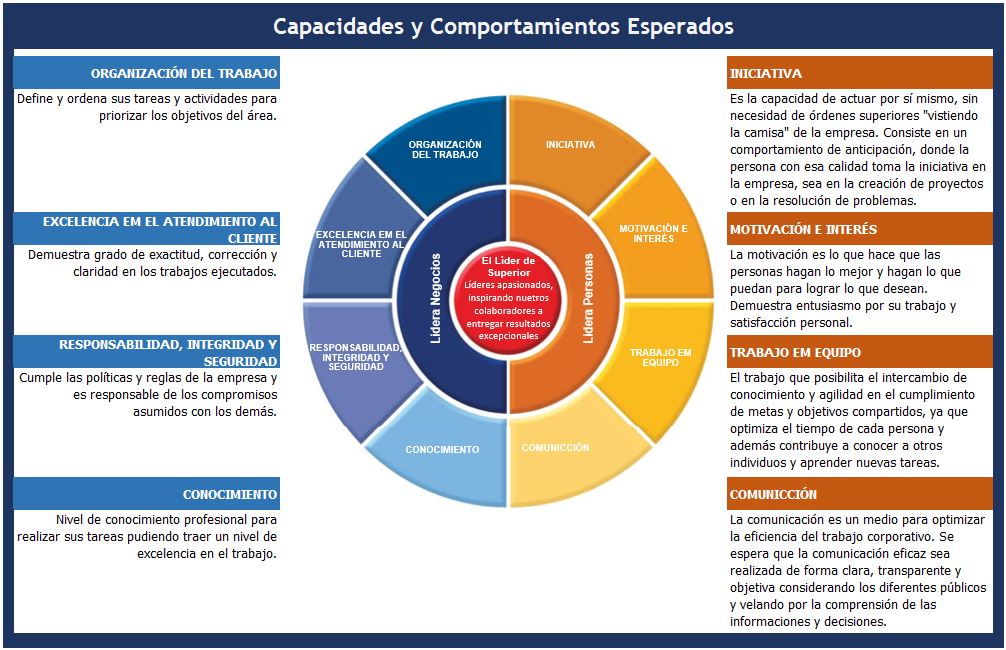 Capacidades y Comportamientos Esperados
ORGANIZACIÓN DEL TRABAJO
Define y ordena sus tareas y actividades para
priorizar los objetivos del área.
EXCELENCIA EM EL ATENDIMIENTO AL
CLIENTE
Demuestra grado de exactitud, corrección y
claridad en los trabajos ejecutados.
RESPONSABILIDAD, INTEGRIDAD Y
SEGURIDAD
Cumple las políticas y reglas de la empresa y
es responsable de los compromisos
asumidos con los demás.
CONOCIMIENTO
Nivel de conocimiento profesional para
realizar sus tareas pudiendo traer un nivel de
excelencia en el trabajo.
ORGANIZACIÓN
DEL TRABAJO
INICIATIVA
EXCELENCIA EM EL
ATENDIMIENTO AL
CLIENTE
MOTIVACIÓN E
INTERÉS
RESPONSABILIDAD,
INTEGRIDAD Y
SEGURIDAD
TRABAJO EM
EQUIPO
CONOCIMIENTO
COMUNICCIÓN
Lidera Negocios
El Líder de
Superior
Líderes apasionados,
inspirando nuetros
colaboradores a
entregar resultados
excepcionales
Lidera Personas
INICIATIVA
Es la capacidad de actuar por sí mismo, sin
necesidad de órdenes superiores "vistiendo
la camisa" de la empresa. Consiste en un
comportamiento de anticipación, donde la
persona con esa calidad toma la iniciativa en
la empresa, sea en la creación de proyectos
o en la resolución de problemas.
MOTIVACIÓN E INTERÉS
La motivación es lo que hace que las
personas hagan lo mejor y hagan lo que
puedan para lograr lo que desean.
Demuestra entusiasmo por su trabajo y
satisfacción personal.
TRABAJO EM EQUIPO
El trabajo que posibilita el intercambio de
conocimiento y agilidad en el cumplimiento
de metas y objetivos compartidos, ya que
optimiza el tiempo de cada persona y
además contribuye a conocer a otros
individuos y aprender nuevas tareas.
COMUNICCIÓN
La comunicación es un medio para optimizar
la eficiencia del trabajo corporativo. Se
espera que la comunicación eficaz sea
realizada de forma clara, transparente y
objetiva considerando los diferentes públicos
y velando por la comprensión de las
informaciones y decisiones.